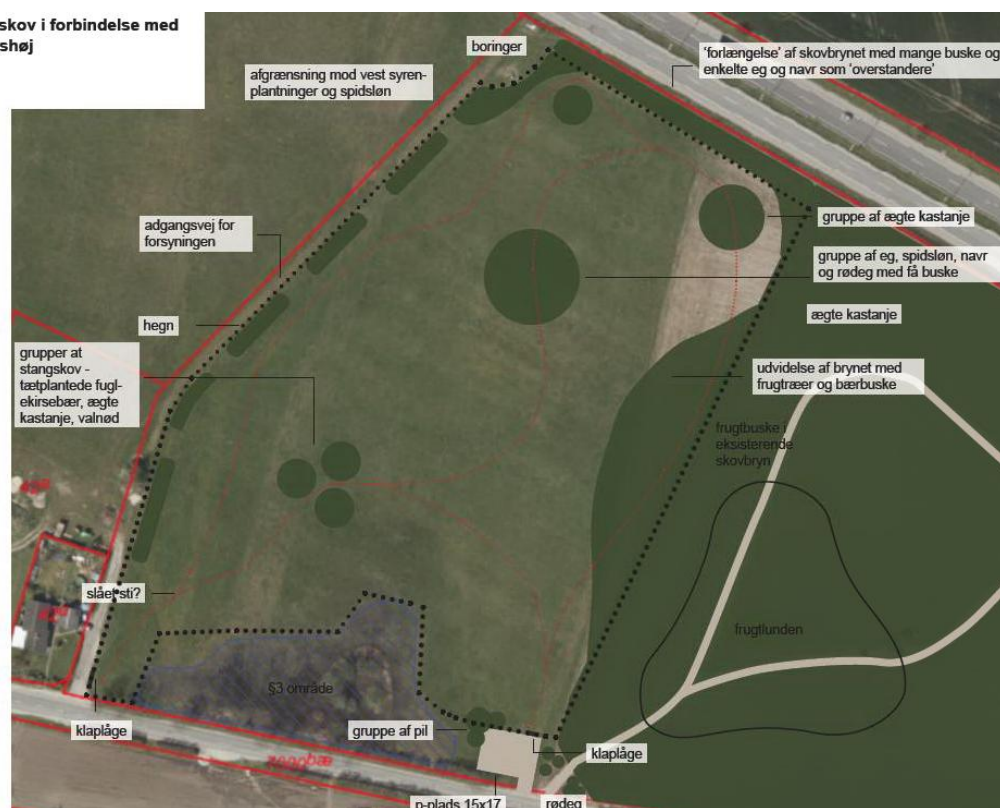 skov i forbindelse med
shøj
boringer
'forlængelse' af skovbrynet med mange buske og
enkelte eg og navr som 'overstandere'
afgrænsning mod vest syren-
plantninger og spidsløn
adgangsvej for
forsyningen
gruppe af ægte kastanje
gruppe af eg, spidsløn, navr
og rødeg med få buske
ægte kastanje
hegn
grupper at
stangskov -
tætplantede fugl-
ekirsebær, ægte
kastanje, valnød
udvidelse af brynet med
frugttræer og bærbuske
frugtbuske i
eksisterende
skovbryn
slået sti?
frugtlunden
§3 område
klaplåge
gruppe af pil
klaplåge
p-plads 15x17
rødeg